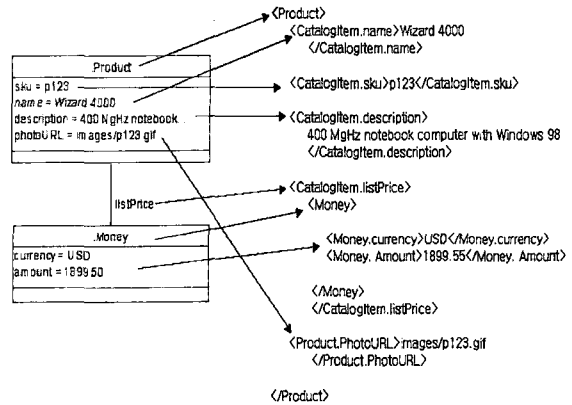 :Product
sku = p123
name = Wizard 4000
description = 400 MgHz notebook...
photoURL = images/p123.gif
listPrice
:Money
currency = USD
amount = 1899.50
<Product>
<CatalogItem.name>Wizard 4000
</CatalogItem.name>
<CatalogItem.sku>p123</CatalogItem.sku>
<CatalogItem.description>
400 MgHz notebook computer with Windows 98
</CatalogItem.description>
<CatalogItem.listPrice>
<Money>
<Money.currency>USD</Money.currency>
<Money. Amount>1899.55</Money. Amount>
</Money>
</CatalogItem.listPrice>
<Product.PhotoURL>images/p123.gif
</Product.PhotoURL>
</Product>